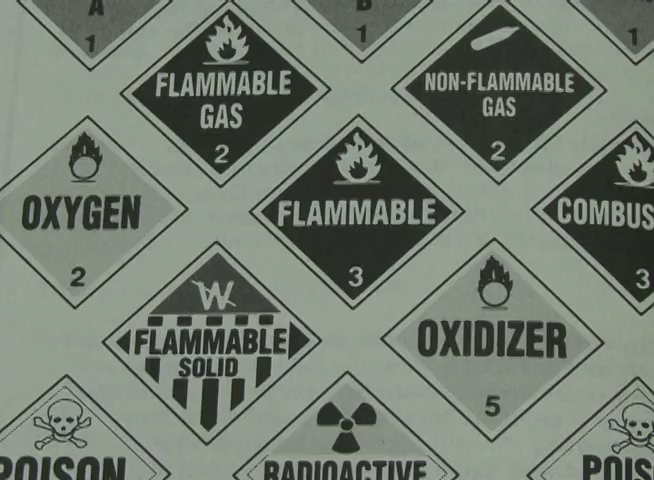 A
1
B
1
1
FLAMMABLE
GAS
2
NON-FLAMMABLE
GAS
2
OXYGEN
2
FLAMMABLE
3
COMBUS
3
W
FLAMMABLE
SOLID
OXIDIZER
5
POISON
RADIOACTIVE
POIS